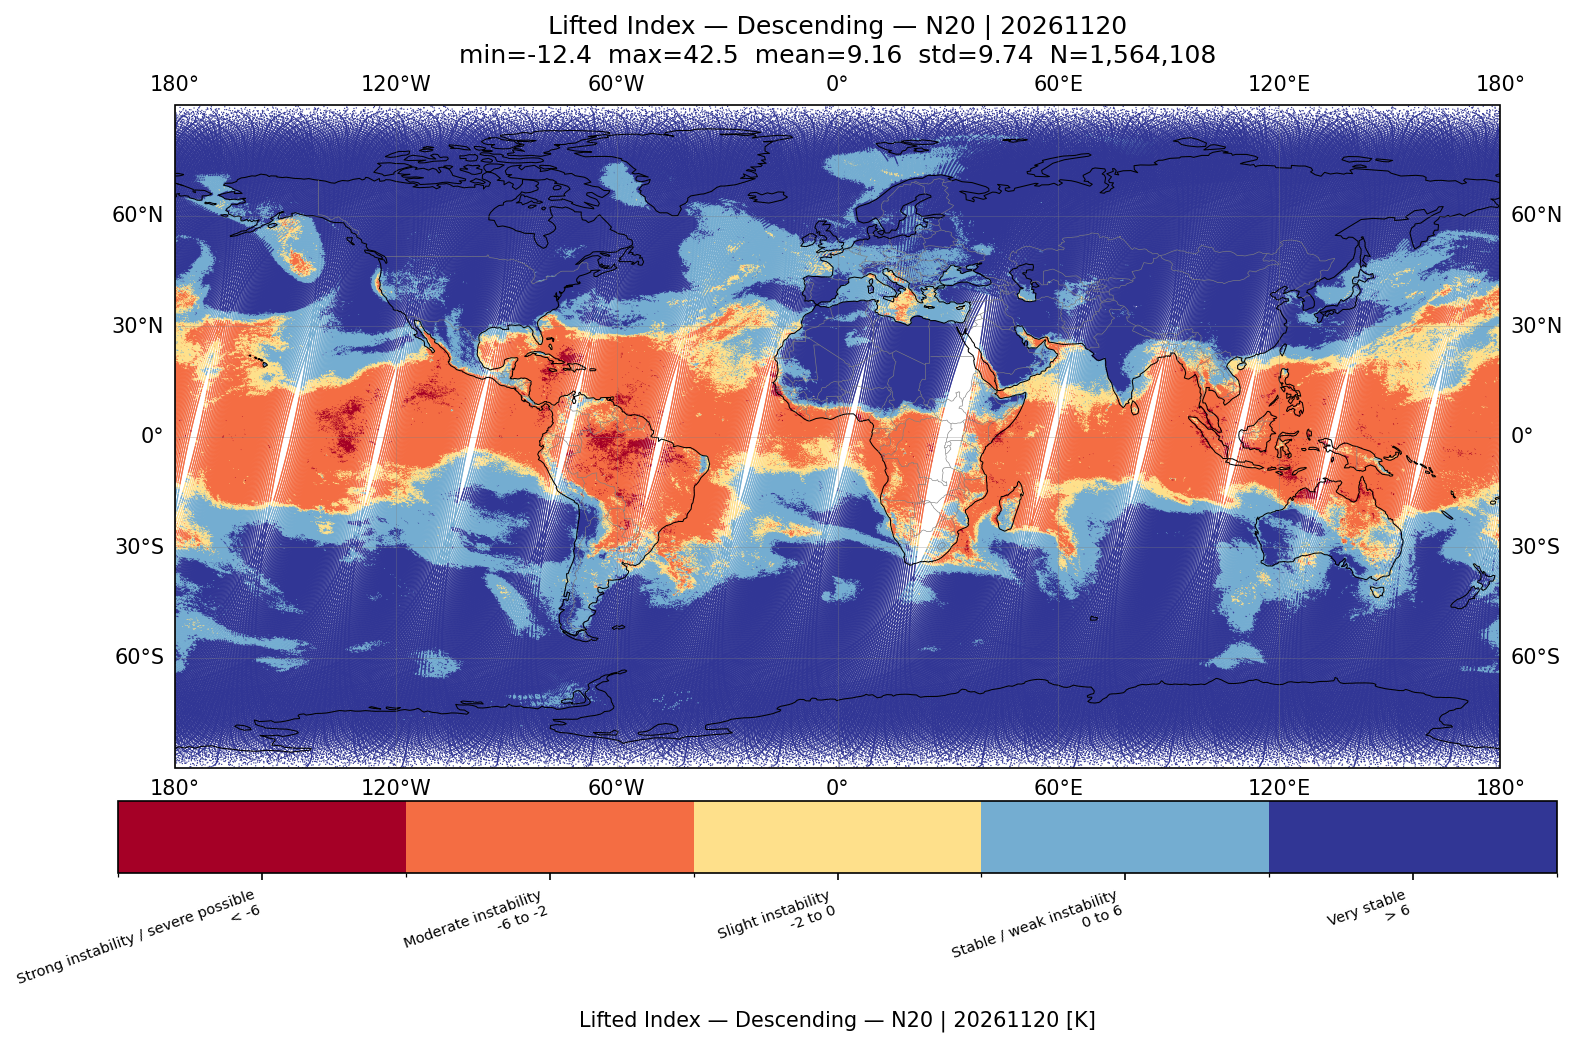 Lifted Index — Descending — N20 | 20261120
min=-12.4  max=42.5  mean=9.16  std=9.74  N=1,564,108
180° 120°W 60°W 0° 60°E 120°E 180°
60°N 60°N
30°N 30°N
0° 0°
30°S 30°S
60°S 60°S
180° 120°W 60°W 0° 60°E 120°E 180°
Strong instability / severe possible
< -6
Moderate instability
-6 to -2
Slight instability
-2 to 0
Stable / weak instability
0 to 6
Very stable
> 6
Lifted Index — Descending — N20 | 20261120 [K]